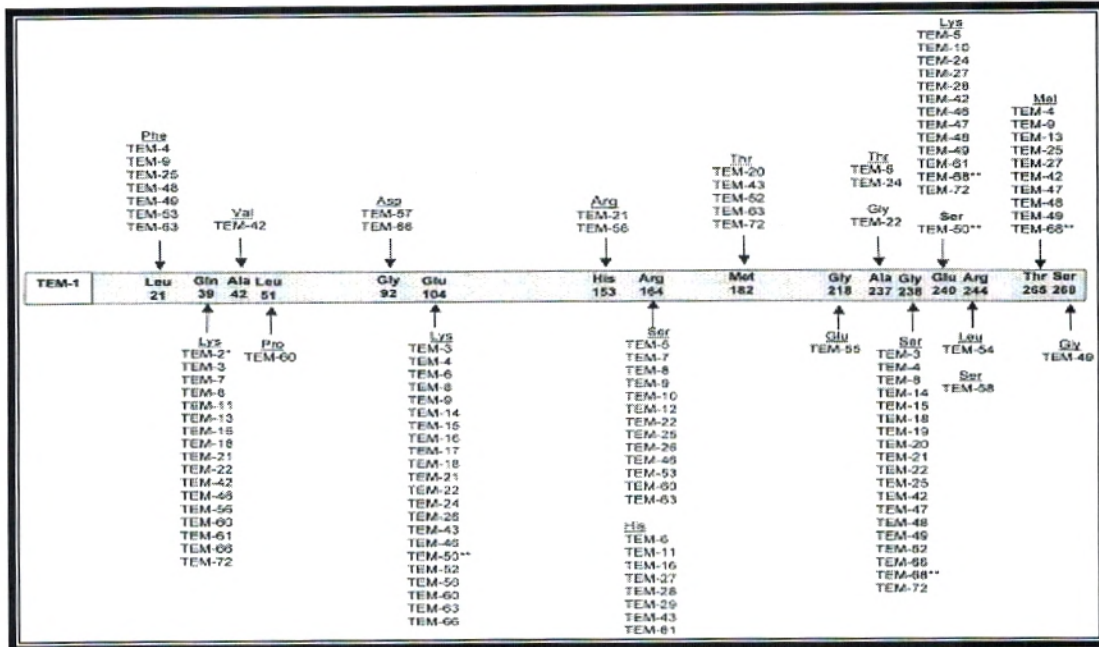 Phe
TEM-4
TEM-9
TEM-25
TEM-48
TEM-49
TEM-53
TEM-63
Val
TEM-42
Asp
TEM-57
TEM-66
Arg
TEM-21
TEM-56
Thr
TEM-20
TEM-43
TEM-52
TEM-63
TEM-72
Thr
TEM-5
TEM-24
Gly
TEM-22
Lys
TEM-5
TEM-10
TEM-24
TEM-27
TEM-28
TEM-42
TEM-46
TEM-47
TEM-48
TEM-49
TEM-61
TEM-68**
TEM-72
Ser
TEM-50**
TEM-4
TEM-9
TEM-13
TEM-25
TEM-27
TEM-42
TEM-47
TEM-48
TEM-49
TEM-68**
TEM-1
Leu Gln Ala Leu Gly Glu His Arg Met Gly Ala Gly Glu Arg Thr Ser
21 39 42 51 92 104 153 164 182 218 237 238 240 244
Lys
TEM-2*
TEM-3
TEM-7
TEM-8
TEM-11
TEM-13
TEM-16
TEM-18
TEM-21
TEM-22
TEM-42
TEM-46
TEM-56
TEM-60
TEM-61
TEM-66
TEM-72
Pro
TEM-60
Lys
TEM-3
TEM-4
TEM-6
TEM-8
TEM-9
TEM-14
TEM-15
TEM-16
TEM-17
TEM-18
TEM-21
TEM-22
TEM-24
TEM-26
TEM-43
TEM-46
TEM-50**
TEM-52
TEM-56
TEM-60
TEM-63
TEM-66
Ser
TEM-5
TEM-7
TEM-8
TEM-9
TEM-10
TEM-12
TEM-22
TEM-25
TEM-26
TEM-46
TEM-53
TEM-60
TEM-63
His
TEM-6
TEM-11
TEM-16
TEM-27
TEM-28
TEM-29
TEM-43
TEM-61
Glu
TEM-55
Ser
TEM-3
TEM-4
TEM-8
TEM-14
TEM-15
TEM-18
TEM-19
TEM-20
TEM-21
TEM-22
TEM-25
TEM-42
TEM-47
TEM-48
TEM-49
TEM-52
TEM-66
TEM-68**
TEM-72
Leu
TEM-54
Ser
TEM-58
Gly
TEM-49